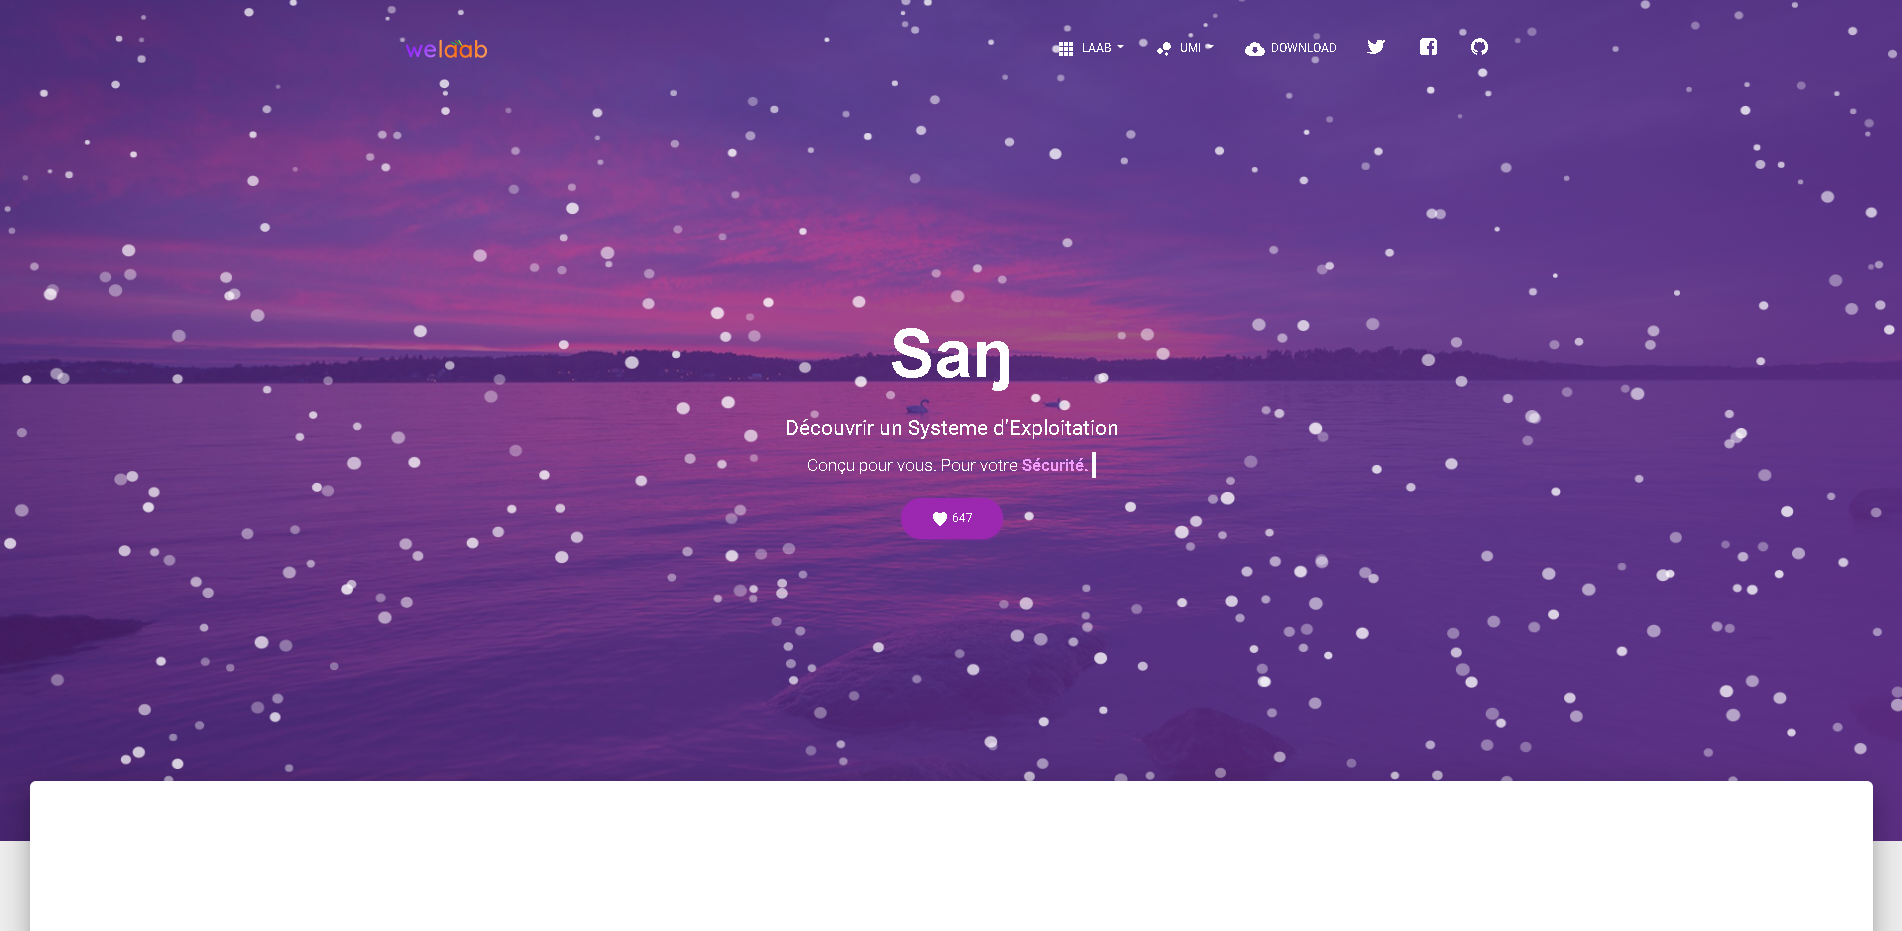 welaab
LAAB
UMI
DOWNLOAD
Saŋ
Découvrir un Systeme d'Exploitation
Conçu pour vous. Pour votre Sécurité.
647